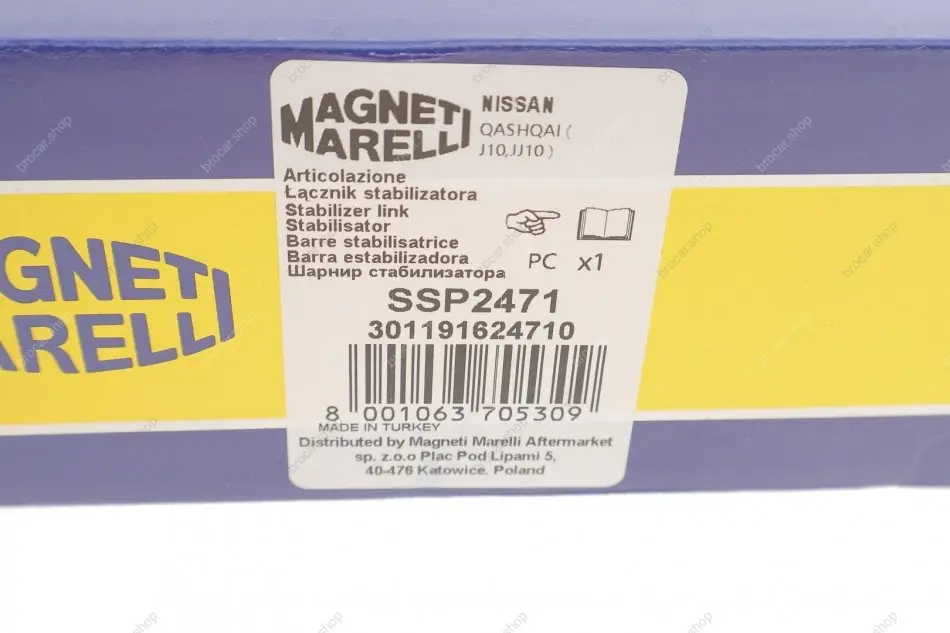 MAGNETI
MARELLI
NISSAN
QASHQAI (
J10,JJ10 )
Articolazione
Łącznik stabilizatora
Stabilizer link
Stabilisator
Barre stabilisatrice
Barra estabilizadora
Шарнир стабилизатора
PC x1
SSP2471
301191624710
8 001063 705309
MADE IN TURKEY
Distributed by Magneti Marelli Aftermarket
sp. z.o.o Plac Pod Lipami 5,
40-476 Katowice, Poland
GNETI
ARELLI
brocar.shop